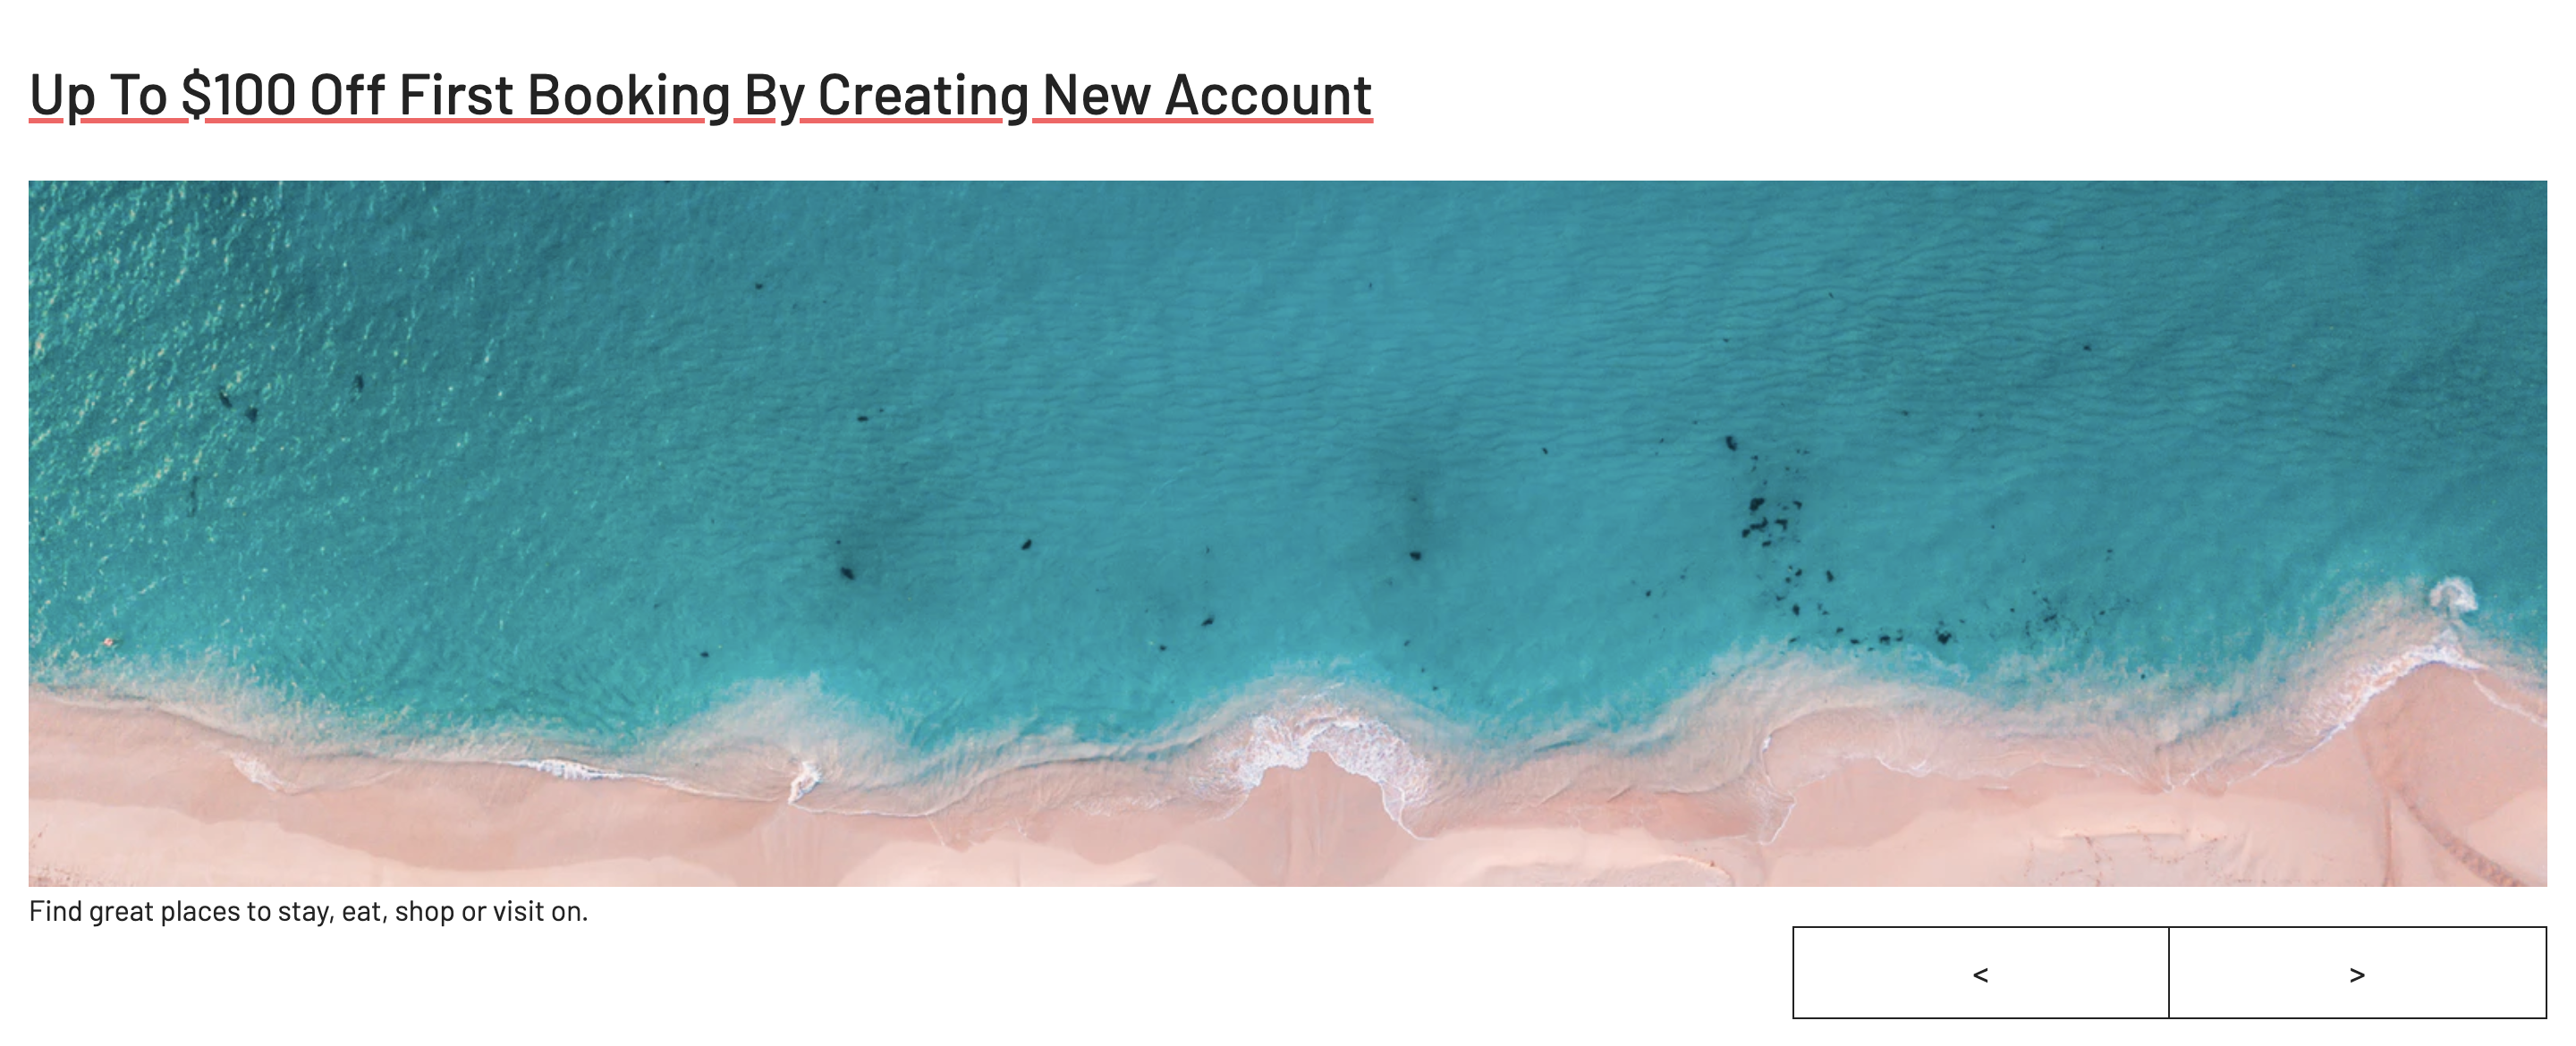 Up To $100 Off First Booking By Creating New Account
Find great places to stay, eat, shop or visit on.
< >